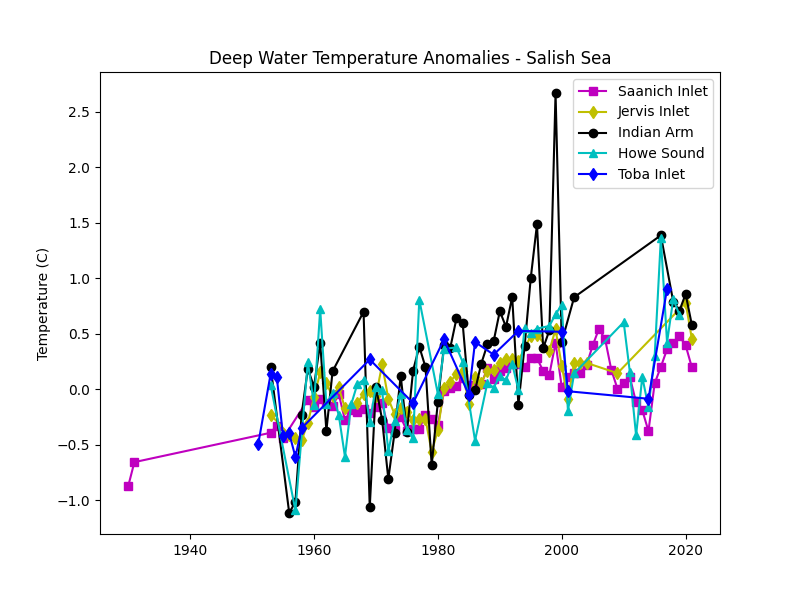 Deep Water Temperature Anomalies - Salish Sea
Saanich Inlet
Jervis Inlet
Indian Arm
Howe Sound
Toba Inlet
Temperature (C)
2.5
2.0
1.5
1.0
0.5
0.0
−0.5
−1.0
1940 1960 1980 2000 2020